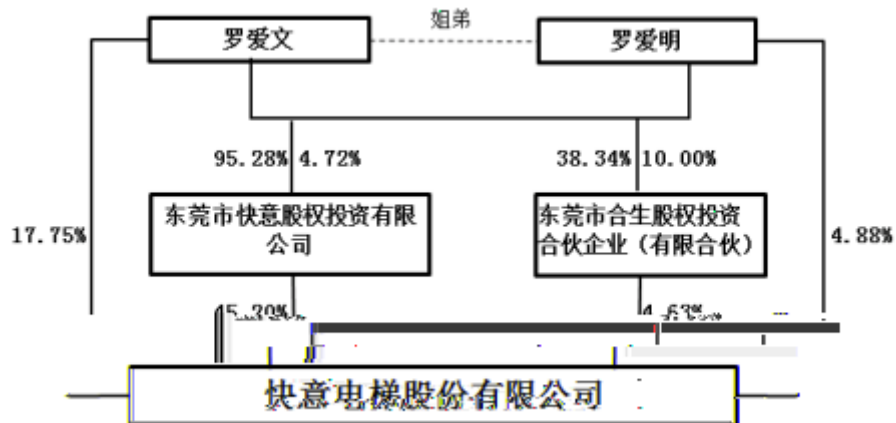 姐弟
罗爱文
罗爱明
95.28% 4.72%
38.34% 10.00%
东莞市快意股权投资有限
公司
东莞市合生股权投资
合伙企业（有限合伙）
17.75%
4.88%
4.63%
快意电梯股份有限公司